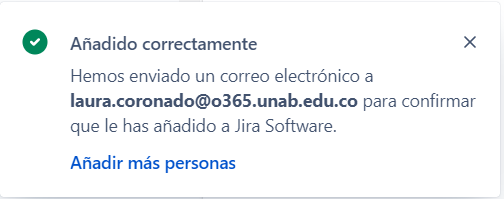 Añadido correctamente
Hemos enviado un correo electrónico a
laura.coronado@o365.unab.edu.co para confirmar
que le has añadido a Jira Software.
Añadir más personas